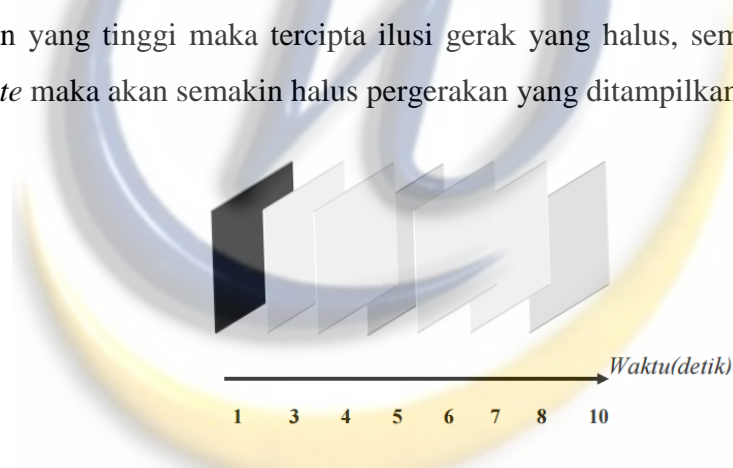 n yang tinggi maka tercipta ilusi gerak yang halus, sem
te maka akan semakin halus pergerakan yang ditampilkan
Waktu(detik)
1 3 4 5 6 7 8 10